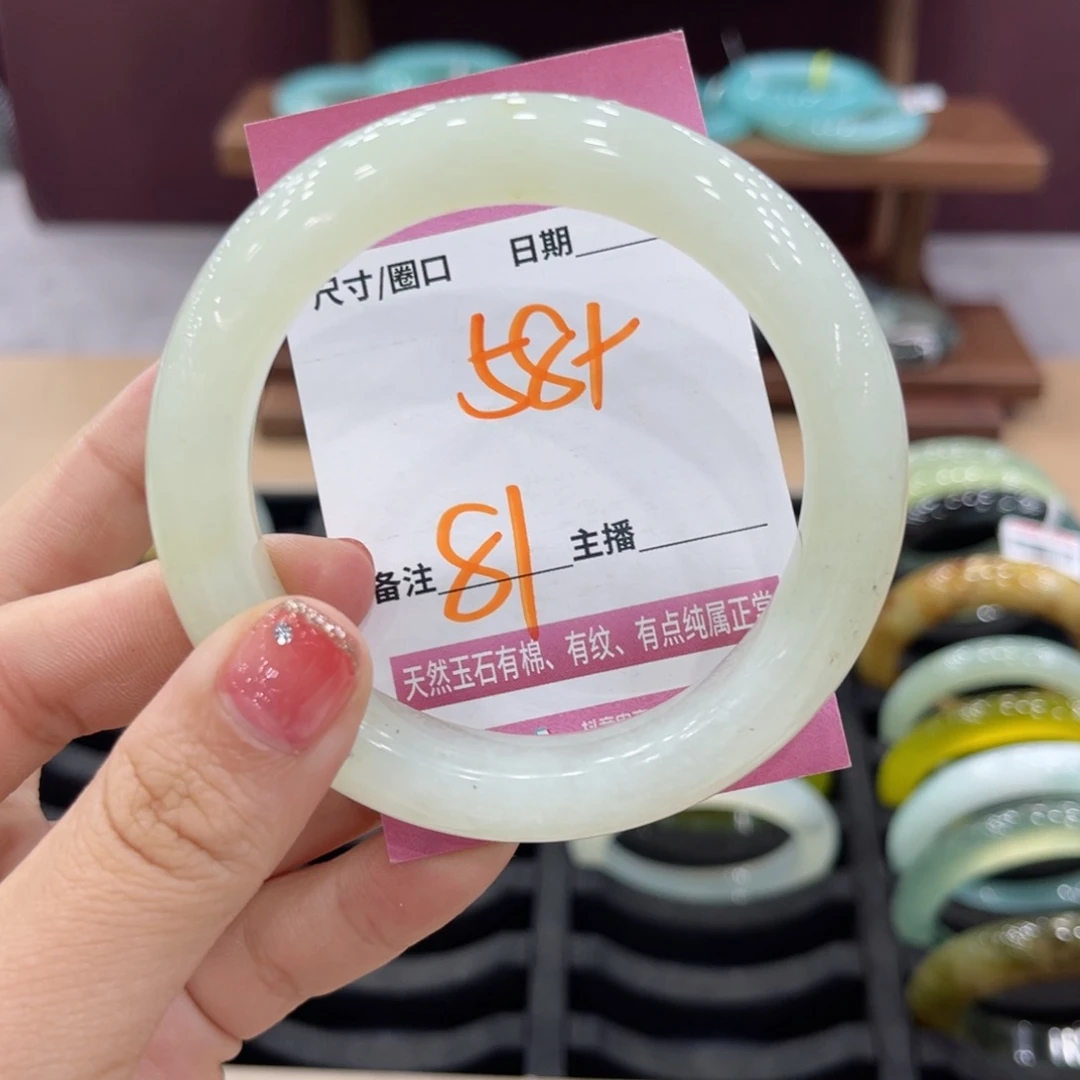 尺寸/圈口 日期
58+
备注 81 主播
天然玉石有棉、有纹、有点纯属正常